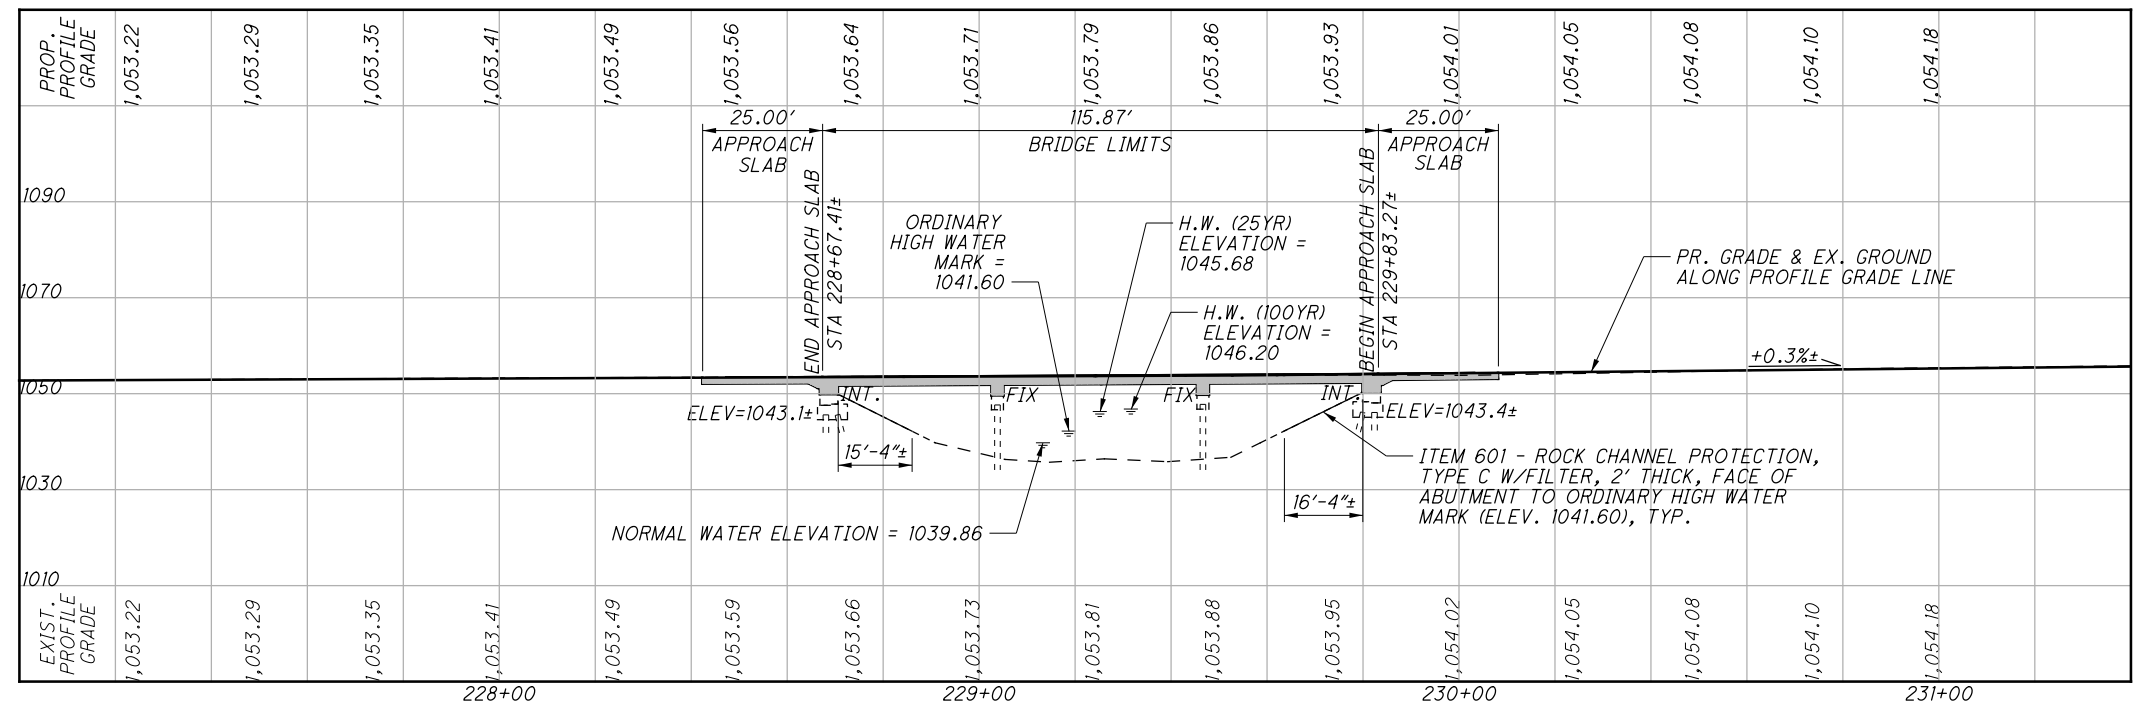 PROP.
PROFILE
GRADE
1,053.22
1,053.29
1,053.35
1,053.41
1,053.49
1,053.56
1,053.64
1,053.71
1,053.79
1,053.86
1,053.93
1,054.01
1,054.05
1,054.08
1,054.10
1,054.18
25.00'
APPROACH
SLAB
115.87'
BRIDGE LIMITS
25.00'
APPROACH
SLAB
END APPROACH SLAB
STA 228+67.41±
BEGIN APPROACH SLAB
STA 229+83.27±
1090
1070
1050
1030
1010
ORDINARY
HIGH WATER
MARK =
1041.60
H.W. (25YR)
ELEVATION =
1045.68
H.W. (100YR)
ELEVATION =
1046.20
PR. GRADE & EX. GROUND
ALONG PROFILE GRADE LINE
+0.3%±
INT.
FIX
FIX
INT.
ELEV=1043.1±
ELEV=1043.4±
15'-4"±
16'-4"±
ITEM 601 - ROCK CHANNEL PROTECTION,
TYPE C W/FILTER, 2' THICK, FACE OF
ABUTMENT TO ORDINARY HIGH WATER
MARK (ELEV. 1041.60), TYP.
NORMAL WATER ELEVATION = 1039.86
EXIST.
PROFILE
GRADE
1,053.22
1,053.29
1,053.35
1,053.41
1,053.49
1,053.59
1,053.66
1,053.73
1,053.81
1,053.88
1,053.95
1,054.02
1,054.05
1,054.08
1,054.10
1,054.18
228+00
229+00
230+00
231+00